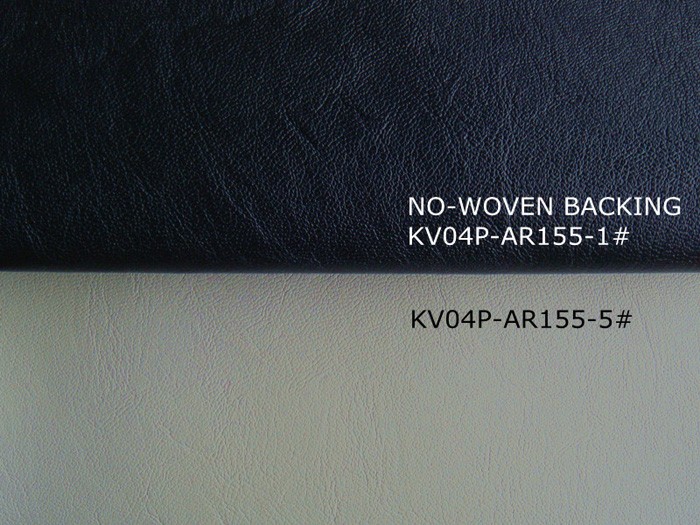 NO-WOVEN BACKING
KV04P-AR155-1#
KV04P-AR155-5#